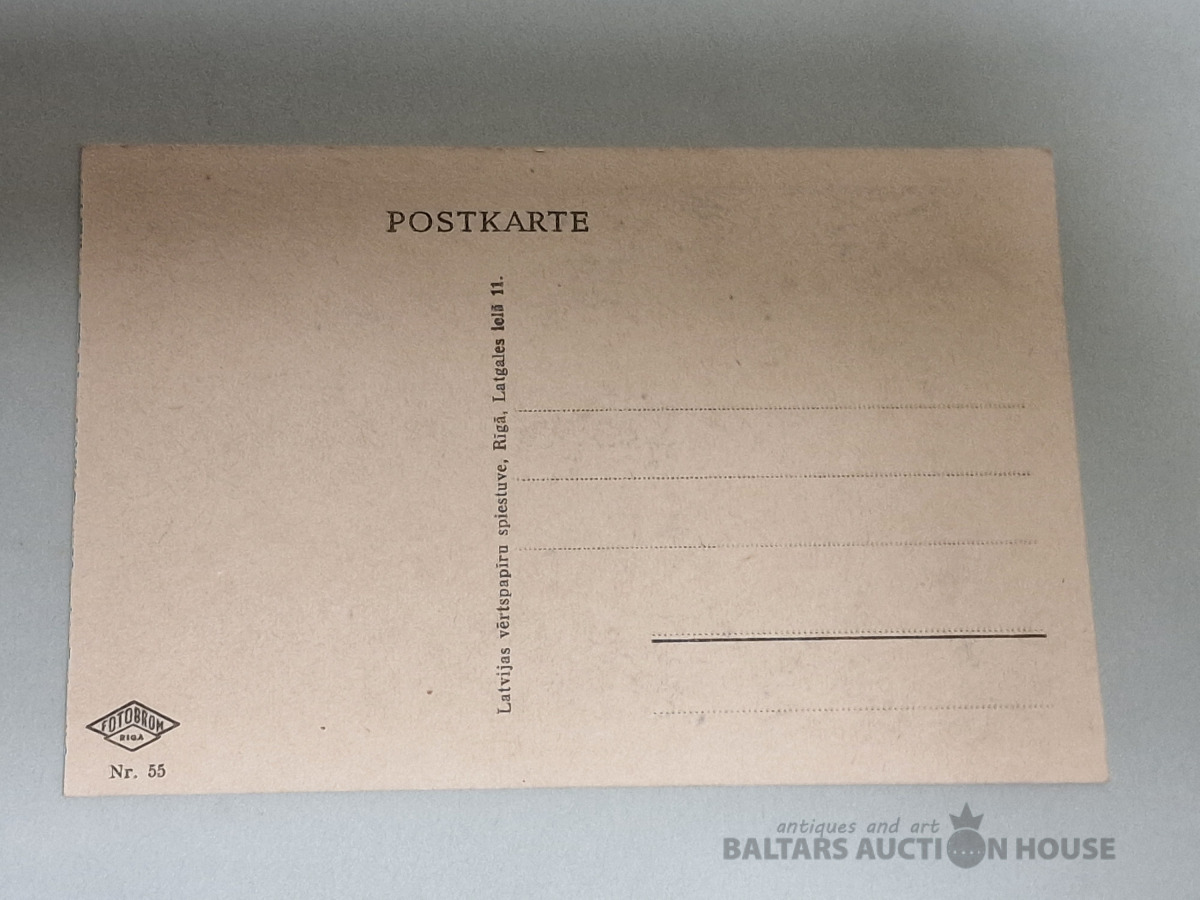 POSTKARTE
Latvijas vērtspapīru spiestuve, Rīgā, Latgales ielā 11.
FOTOBROM
RIGA
Nr. 55
antiques and art
BALTARS AUCTION HOUSE